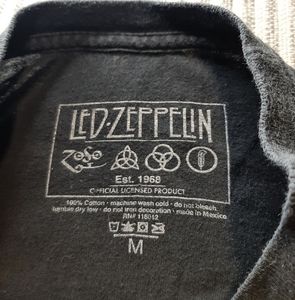 LED·ZEPPELIN
ZoSo
Est. 1968
OFFICIAL LICENSED PRODUCT
100% Cotton · machine wash cold · do not bleach
tumble dry low · do not iron decoration · made in Mexico
RN# 115012
M